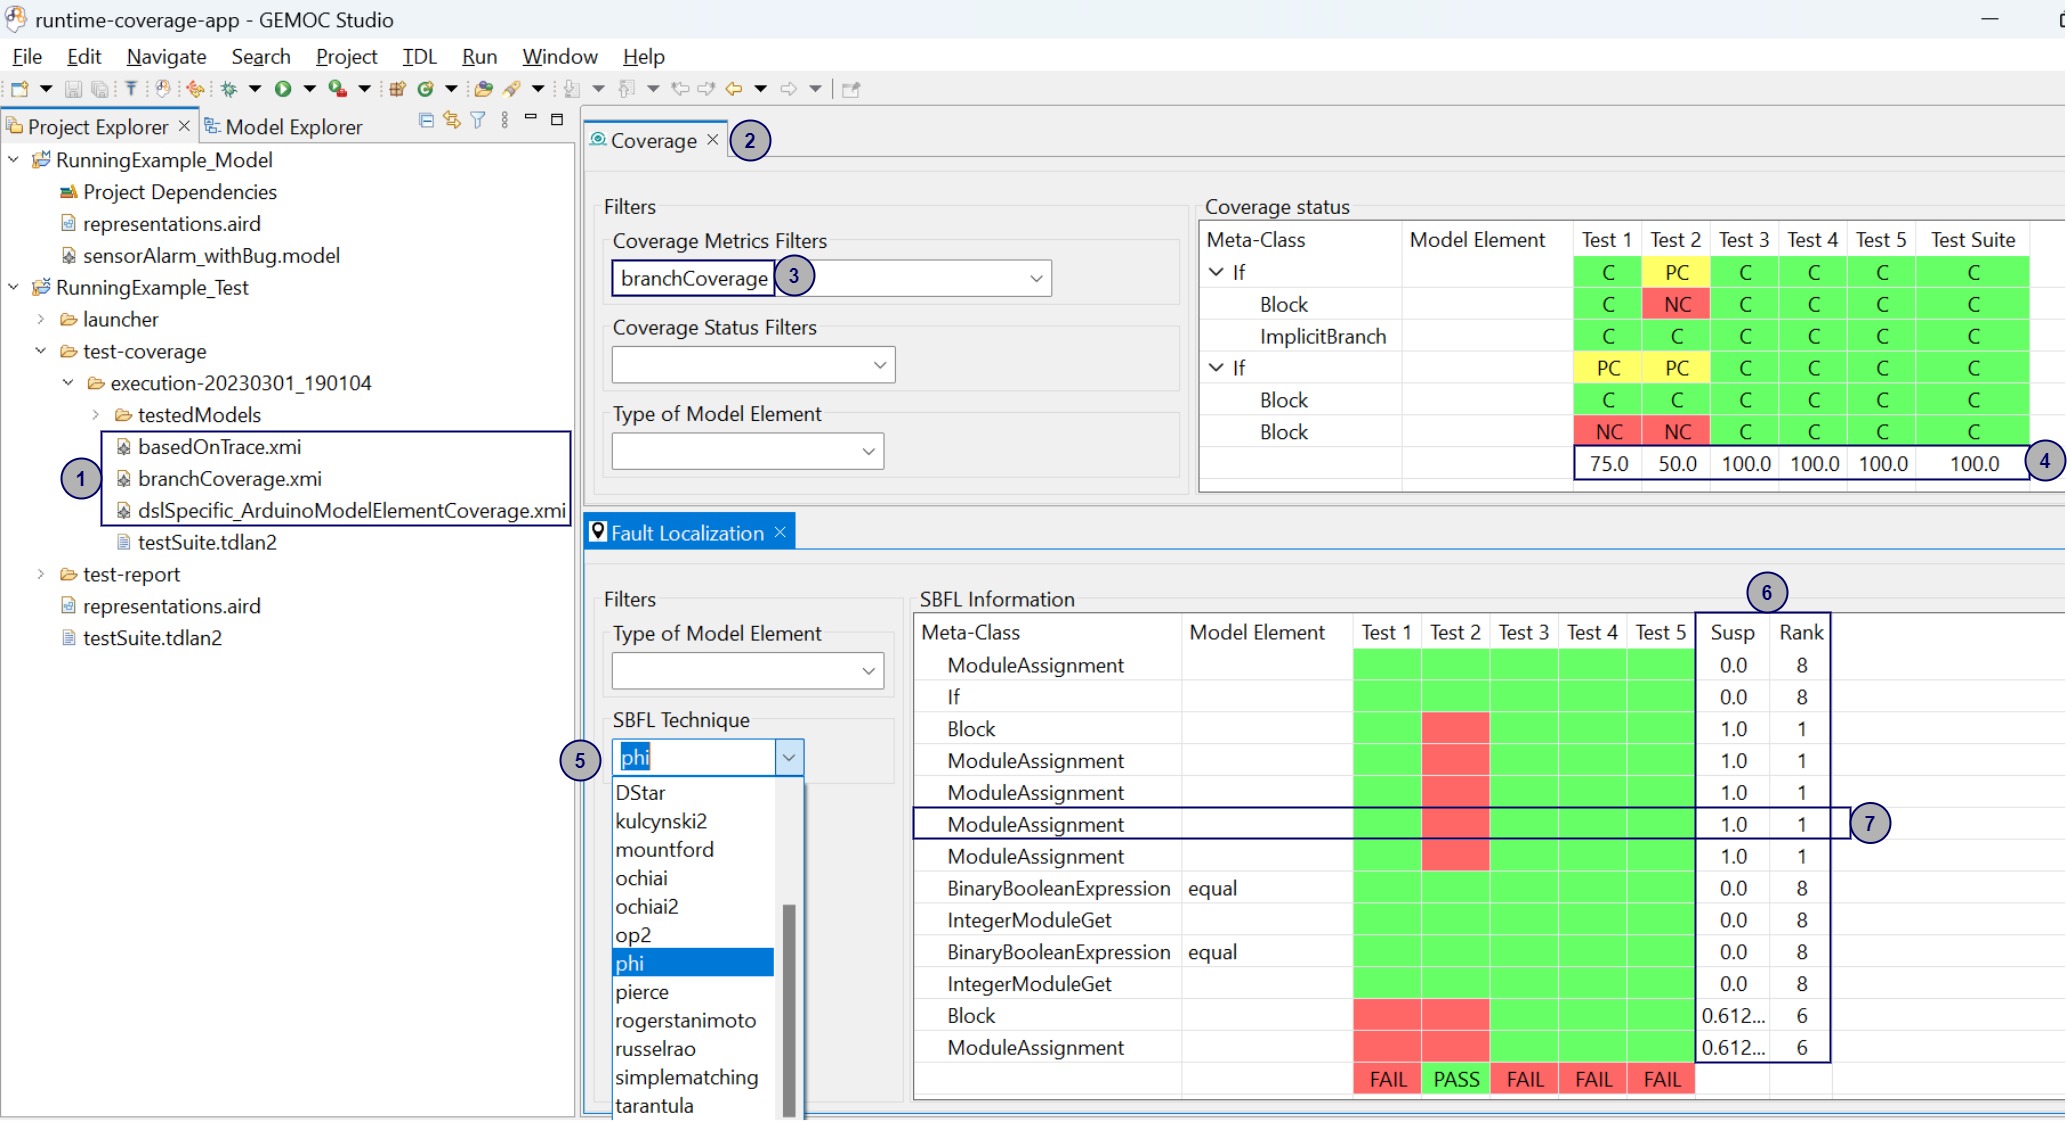 runtime-coverage-app - GEMOC Studio
File Edit Navigate Search Project TDL Run Window Help
Project Explorer
Model Explorer
RunningExample_Model
Project Dependencies
representations.aird
sensorAlarm_withBug.model
RunningExample_Test
launcher
test-coverage
execution-20230301_190104
testedModels
1
basedOnTrace.xmi
branchCoverage.xmi
dslSpecific_ArduinoModelElementCoverage.xmi
testSuite.tdlan2
test-report
representations.aird
testSuite.tdlan2
Coverage
2
Filters
Coverage Metrics Filters
branchCoverage
3
Coverage Status Filters
Type of Model Element
Coverage status
Meta-Class Model Element Test 1 Test 2 Test 3 Test 4 Test 5 Test Suite
If C PC C C C C
Block C NC C C C C
ImplicitBranch C C C C C C
If PC PC C C C C
Block C C C C C C
Block NC NC C C C C
75.0 50.0 100.0 100.0 100.0 100.0
4
Fault Localization
Filters
Type of Model Element
SBFL Technique
5
phi
DStar
kulcynski2
mountford
ochiai
ochiai2
op2
phi
pierce
rogerstanimoto
russelrao
simplematching
tarantula
SBFL Information
6
Meta-Class Model Element Test 1 Test 2 Test 3 Test 4 Test 5 Susp Rank
ModuleAssignment 0.0 8
If 0.0 8
Block 1.0 1
ModuleAssignment 1.0 1
ModuleAssignment 1.0 1
ModuleAssignment 1.0 1
7
ModuleAssignment 1.0 1
BinaryBooleanExpression equal 0.0 8
IntegerModuleGet 0.0 8
BinaryBooleanExpression equal 0.0 8
IntegerModuleGet 0.0 8
Block 0.612... 6
ModuleAssignment 0.612... 6
FAIL PASS FAIL FAIL FAIL